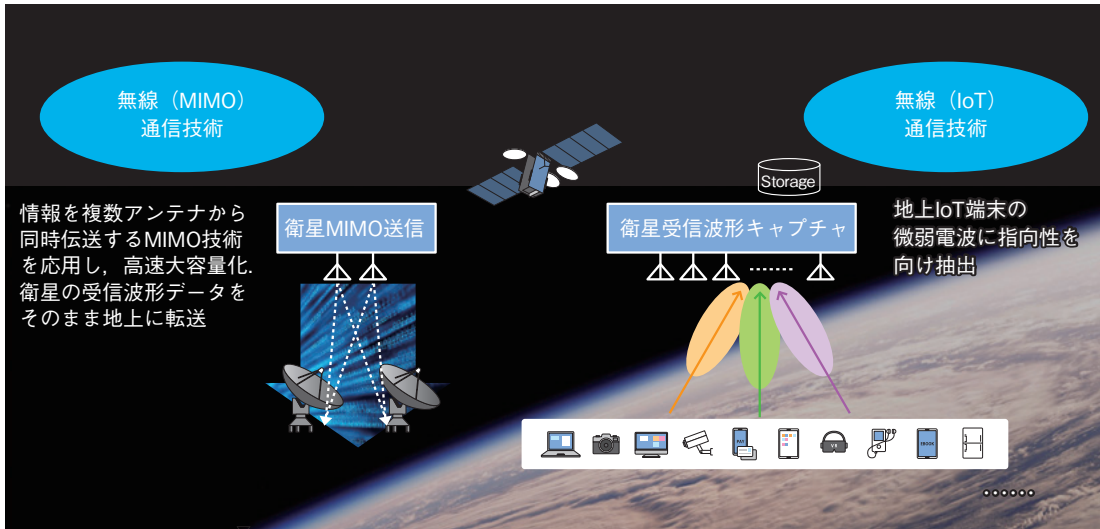 無線（MIMO）
通信技術
無線（IoT）
通信技術
Storage
情報を複数アンテナから
同時伝送するMIMO技術
を応用し，高速大容量化.
衛星の受信波形データを
そのまま地上に転送
衛星MIMO送信
衛星受信波形キャプチャ
地上IoT端末の
微弱電波に指向性を
向け抽出
PAY
VR
EBOOK